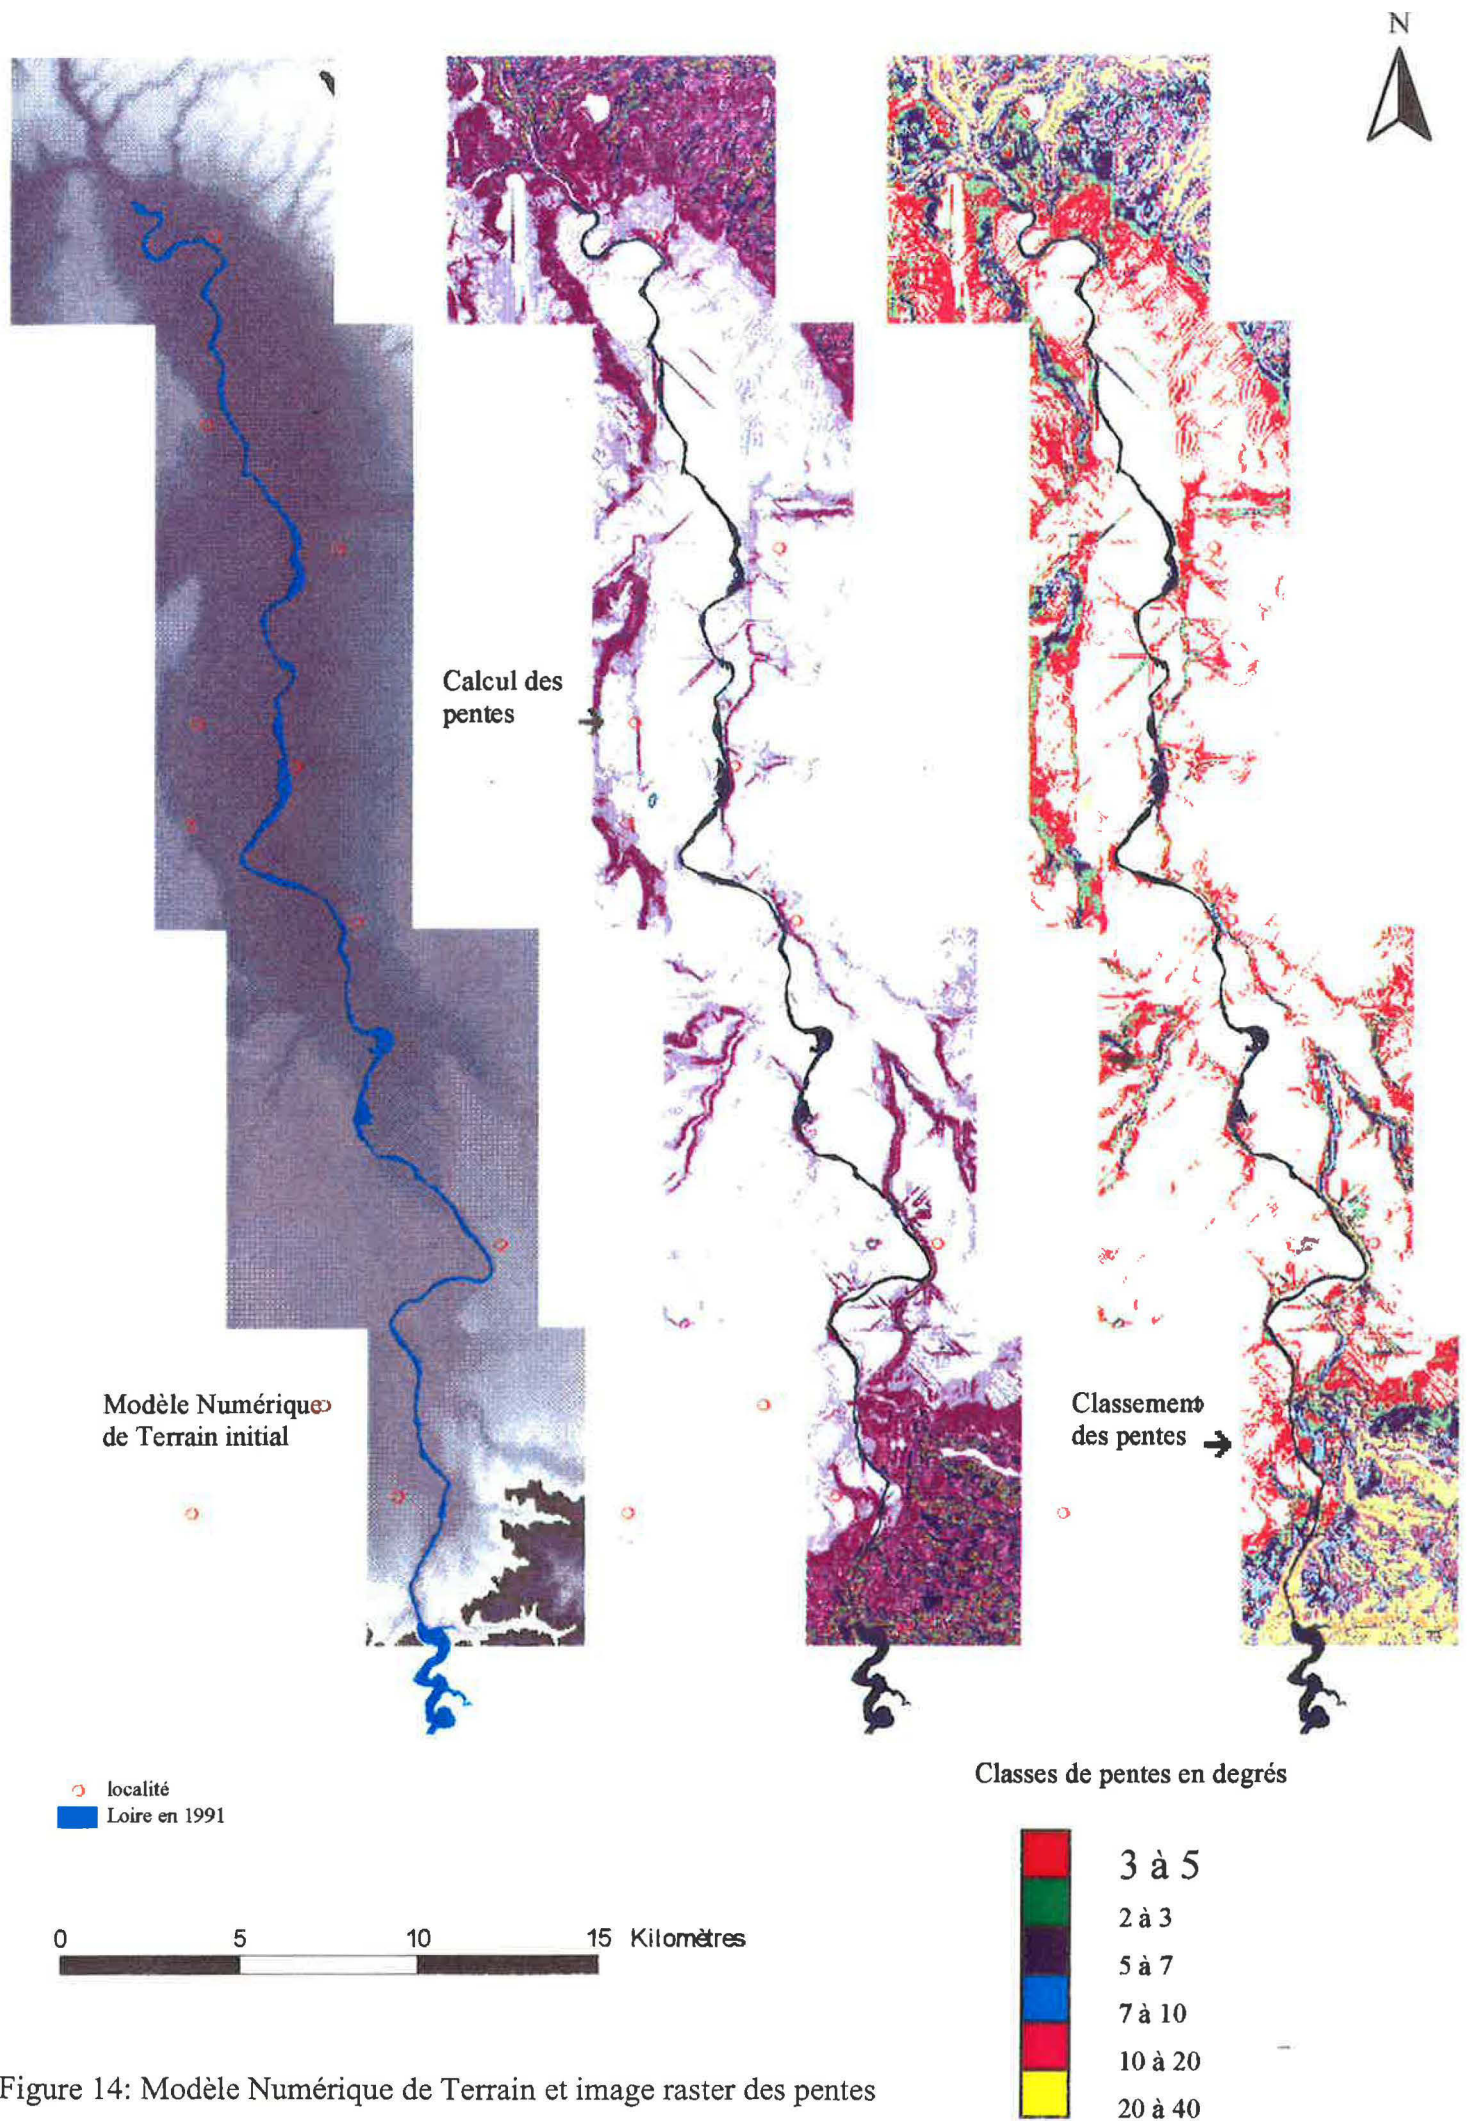 N
Calcul des
pentes
Modèle Numérique
de Terrain initial
Classement
des pentes
localité
Loire en 1991
Classes de pentes en degrés
3 à 5
2 à 3
5 à 7
7 à 10
10 à 20
20 à 40
0 5 10 15 Kilomètres
Figure 14: Modèle Numérique de Terrain et image raster des pentes